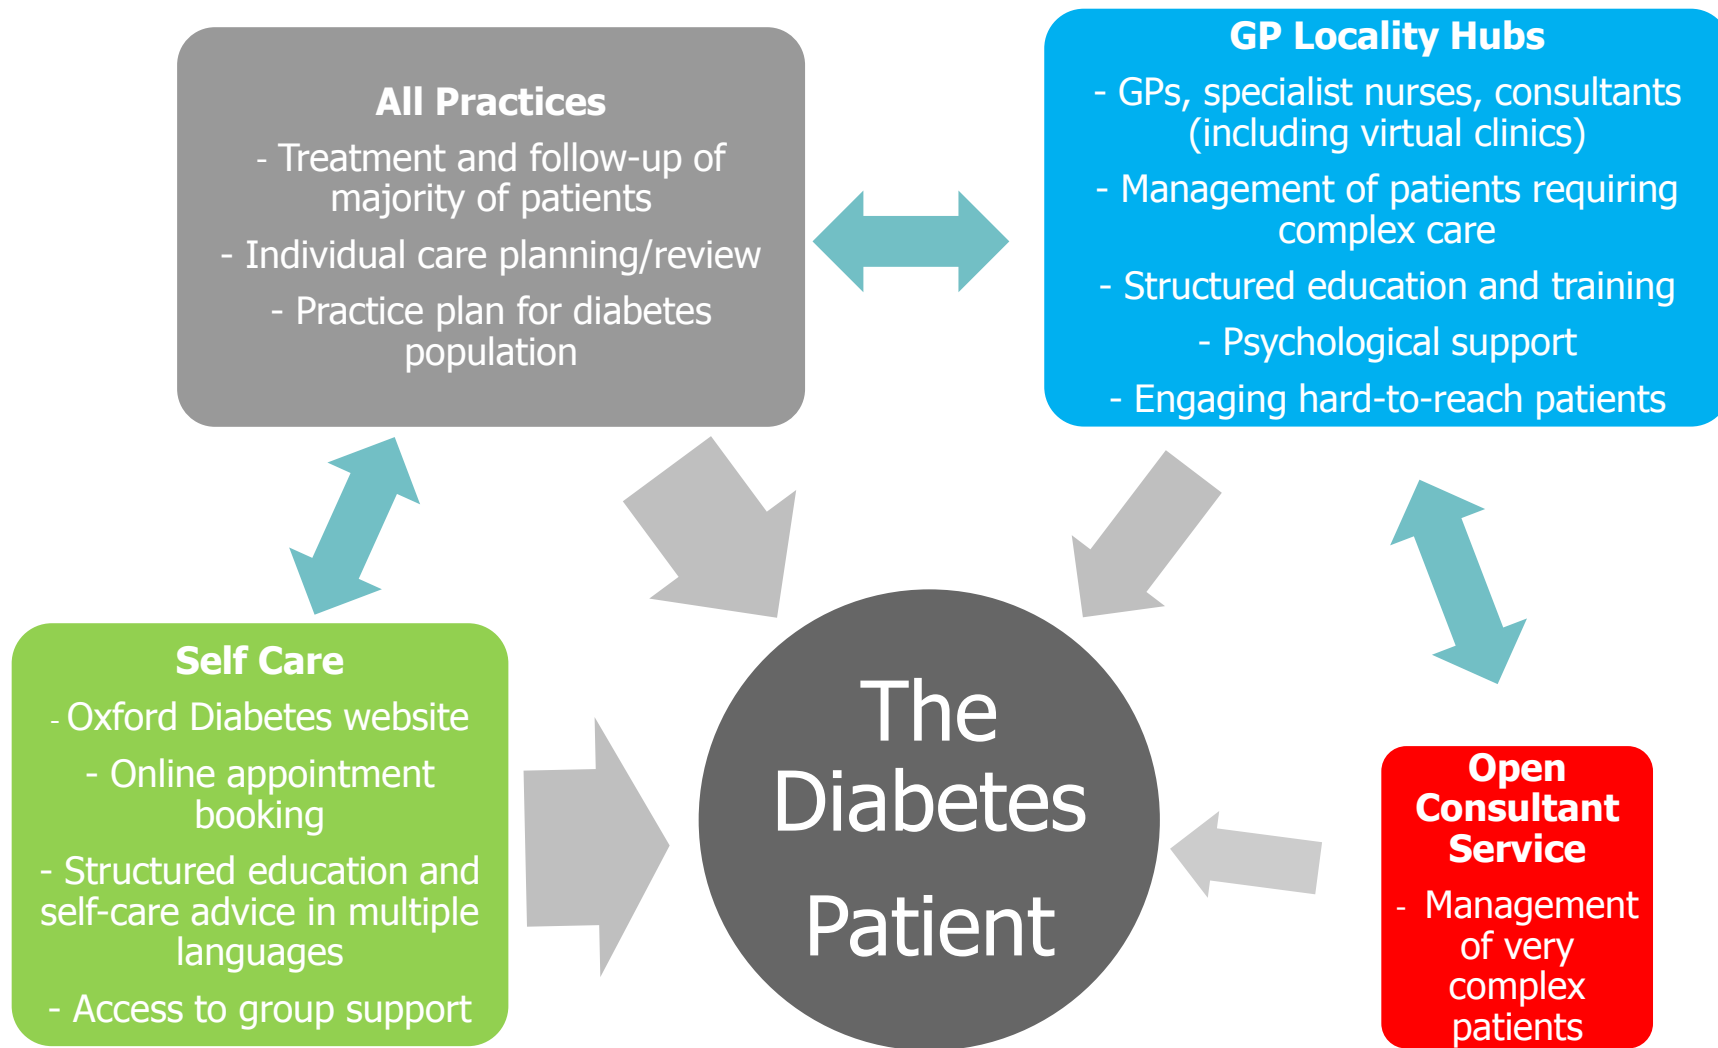 All Practices
- Treatment and follow-up of
majority of patients
- Individual care planning/review
- Practice plan for diabetes
population
GP Locality Hubs
- GPs, specialist nurses, consultants
(including virtual clinics)
- Management of patients requiring
complex care
- Structured education and training
- Psychological support
- Engaging hard-to-reach patients
Self Care
- Oxford Diabetes website
- Online appointment
booking
- Structured education and
self-care advice in multiple
languages
- Access to group support
The
Diabetes
Patient
Open
Consultant
Service
- Management
of very
complex
patients